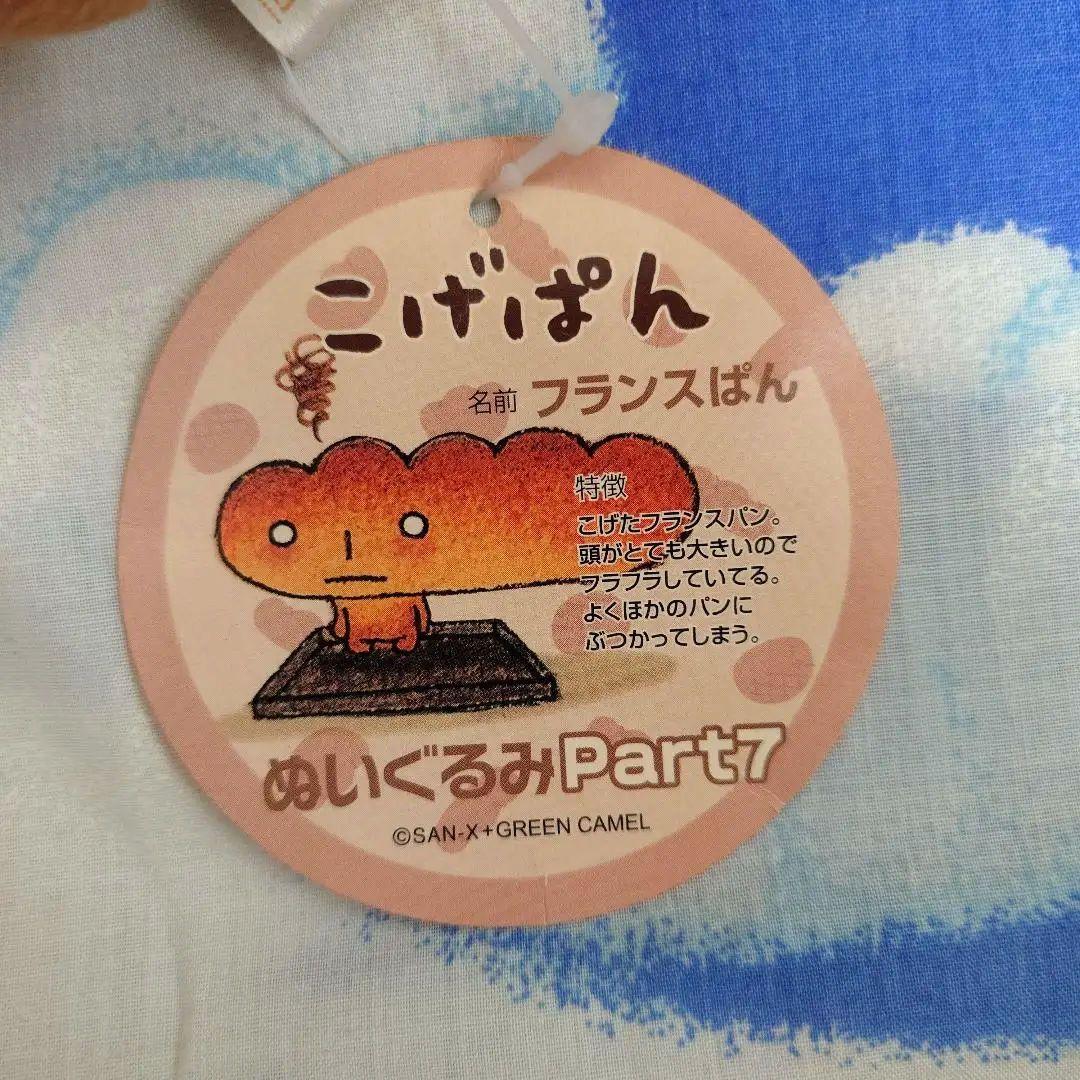 こげぱん
名前 フランスぱん
特徴
こげたフランスパン。
頭がとても大きいので
フラフラしていてる。
よくほかのパンに
ぶつかってしまう。
ぬいぐるみPart7
©SAN-X+GREEN CAMEL